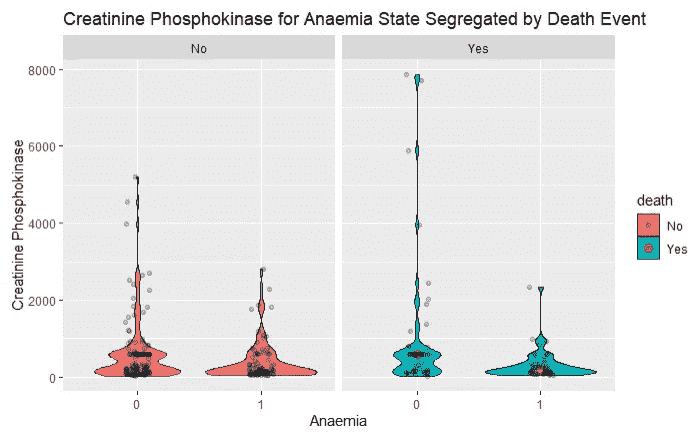 Creatinine Phosphokinase for Anaemia State Segregated by Death Event
No Yes
8000
6000
4000
2000
0
Creatinine Phosphokinase
0 1 0 1
Anaemia
death
No
Yes